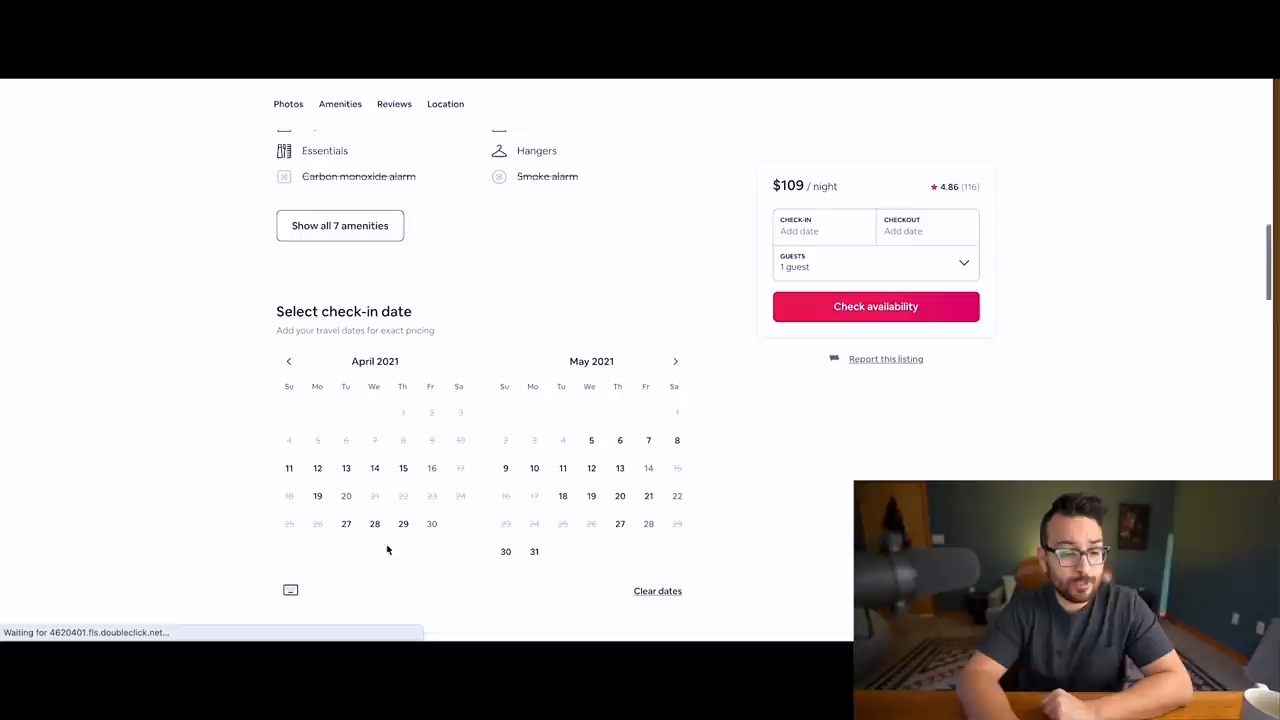 Photos Amenities Reviews Location
Essentials Hangers
Carbon monoxide alarm Smoke alarm
Show all 7 amenities
$109 / night 4.86 (116)
CHECK-IN CHECKOUT
Add date Add date
GUESTS
1 guest
Check availability
Report this listing
Select check-in date
Add your travel dates for exact pricing
April 2021 May 2021
Su Mo Tu We Th Fr Sa Su Mo Tu We Th Fr Sa
1 2 3 1
4 5 6 7 8 9 10 2 3 4 5 6 7 8
11 12 13 14 15 16 17 9 10 11 12 13 14 15
18 19 20 21 22 23 24 16 17 18 19 20 21 22
25 26 27 28 29 30 23 24 25 26 27 28 29
30 31
Clear dates
Waiting for 4620401.fls.doubleclick.net...